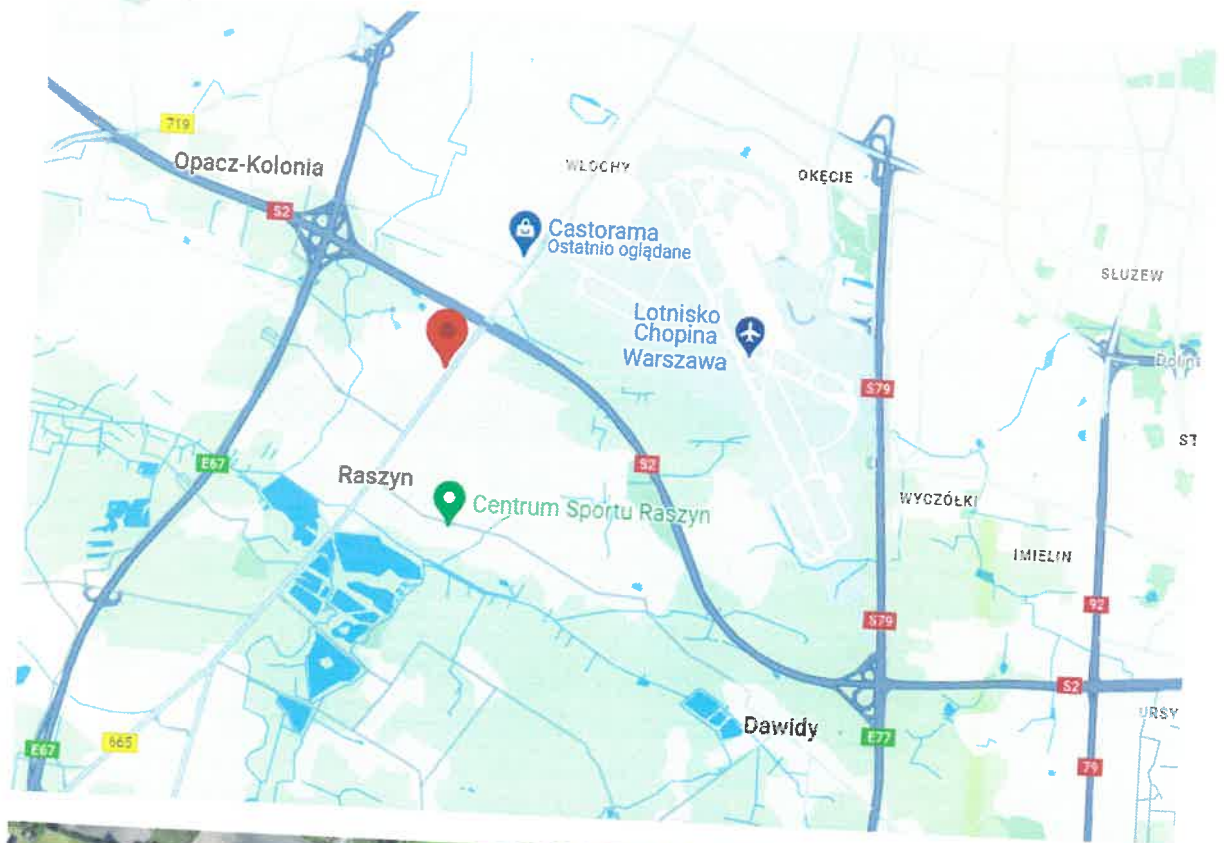 719
Opacz-Kolonia
WŁOCHY
OKĘCIE
S2
Castorama
Ostatnio oglądane
SŁUŻEW
Lotnisko
Chopina
Warszawa
S79
ST
E67
S2
Raszyn
Centrum Sportu Raszyn
WYCZÓŁKI
IMIELIN
92
S79
S2
URSY
Dawidy
E77
E67
665
79